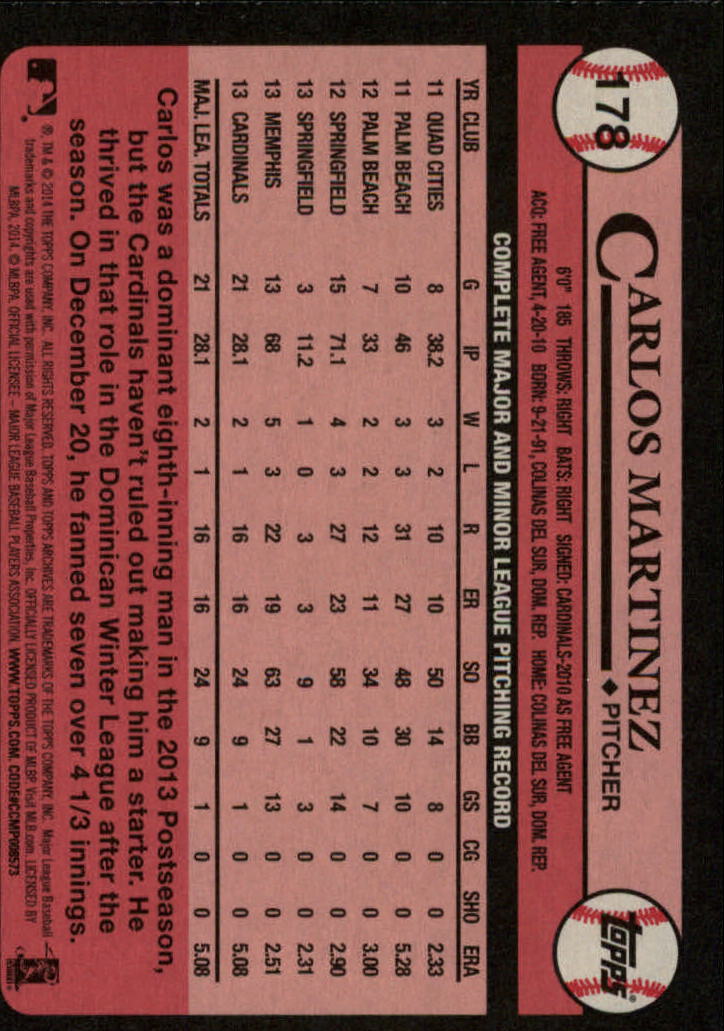 178
CARLOS MARTINEZ
♦ PITCHER
topps®
6'0" 185 THROWS: RIGHT BATS: RIGHT SIGNED: CARDINALS-2010 AS FREE AGENT
ACQ: FREE AGENT, 4-20-10 BORN: 9-21-91, COLINAS DEL SUR, DOM. REP. HOME: COLINAS DEL SUR, DOM. REP.
COMPLETE MAJOR AND MINOR LEAGUE PITCHING RECORD
YR CLUB G IP W L R ER SO BB GS CG SHO ERA
11 QUAD CITIES 8 38.2 3 2 10 10 50 14 8 0 0 2.33
11 PALM BEACH 10 46 3 3 31 27 48 30 10 0 0 5.28
12 PALM BEACH 7 33 2 2 12 11 34 10 7 0 0 3.00
12 SPRINGFIELD 15 71.1 4 3 27 23 58 22 14 0 0 2.90
13 SPRINGFIELD 3 11.2 1 0 3 3 9 1 3 0 0 2.31
13 MEMPHIS 13 68 5 3 22 19 63 27 13 0 0 2.51
13 CARDINALS 21 28.1 2 1 16 16 24 9 1 0 0 5.08
MAJ. LEA. TOTALS 21 28.1 2 1 16 16 24 9 1 0 0 5.08
Carlos was a dominant eighth-inning man in the 2013 Postseason,
but the Cardinals haven't ruled out making him a starter. He
thrived in that role in the Dominican Winter League after the
season. On December 20, he fanned seven over 4 1/3 innings.
®, TM & © 2014 THE TOPPS COMPANY, INC. ALL RIGHTS RESERVED. TOPPS AND TOPPS ARCHIVES ARE TRADEMARKS OF THE TOPPS COMPANY, INC. Major League Baseball
trademarks and copyrights are used with permission of Major League Baseball Properties, Inc. OFFICIALLY LICENSED PRODUCT OF MLBP Visit MLB.com LICENSED BY
MLBPA, 2014. © MLBPA. OFFICIAL LICENSEE – MAJOR LEAGUE BASEBALL PLAYERS ASSOCIATION. WWW.TOPPS.COM. CODE#CCMP008573